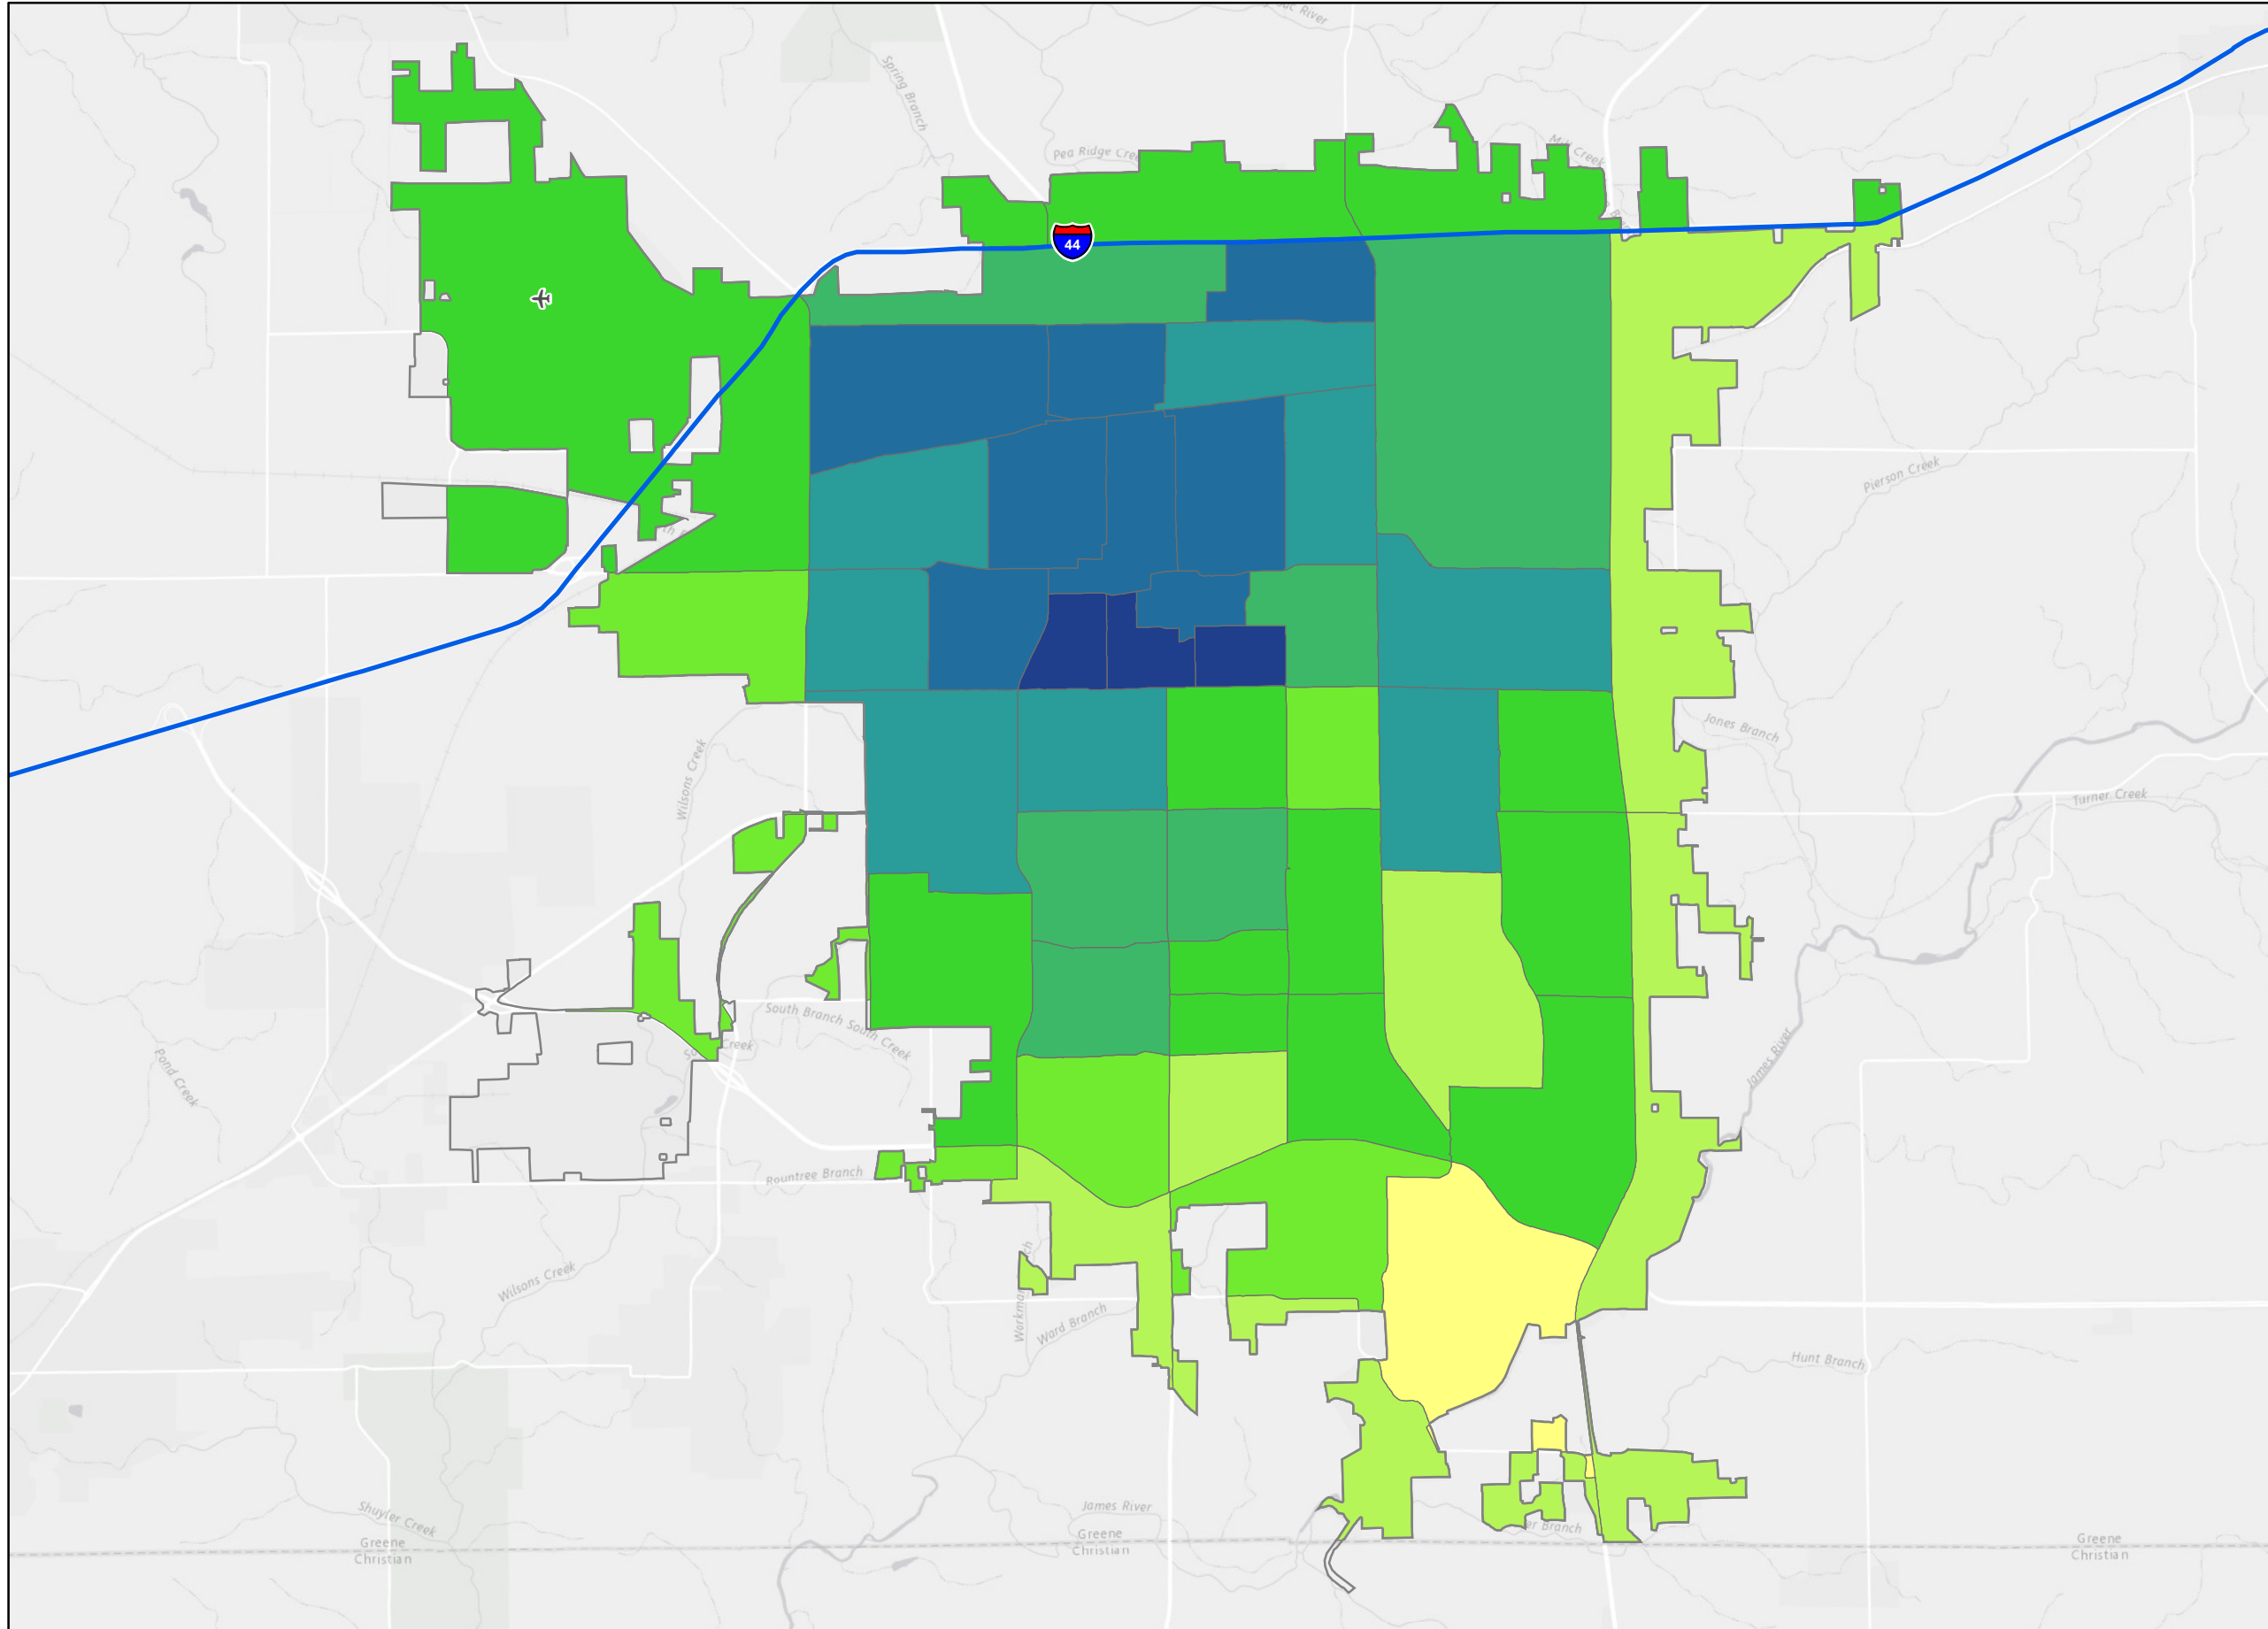 Spring Branch
Pea Ridge Cre
44
Pierson Creek
Jones Branch
Turner Creek
Wilsons Creek
South Branch South Creek
Creek
Pond Creek
James River
Rountree Branch
Wilsons Creek
Ward Branch
Hunt Branch
Shuyler Creek
James River
Branch
Greene
Christian
Greene
Christian
Greene
Christian